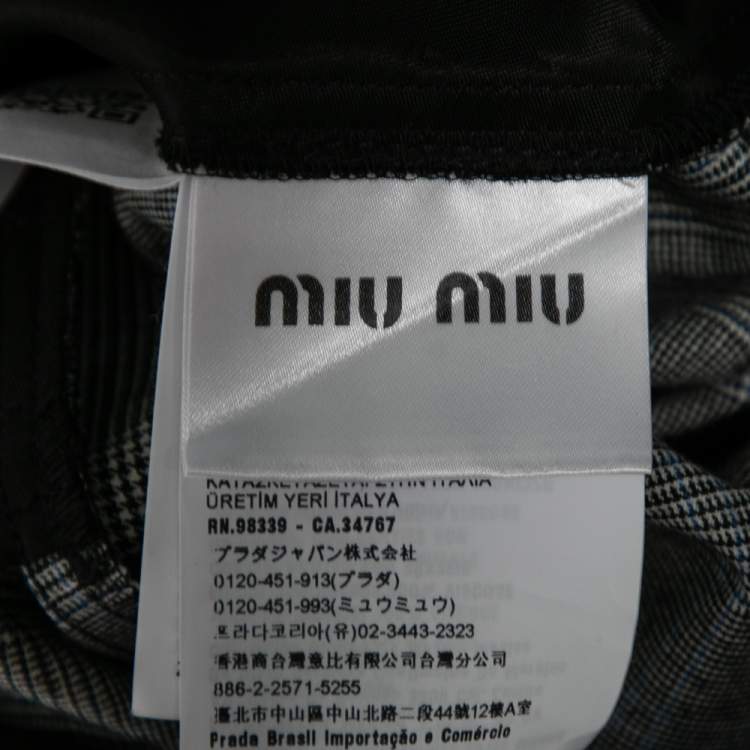 miu miu
ÜRETİM YERİ İTALYA
RN.98339 - CA.34767
プラダジャパン株式会社
0120-451-913(プラダ)
0120-451-993(ミュウミュウ)
프라다코리아(유)02-3443-2323
香港商台灣意比有限公司台灣分公司
886-2-2571-5255
臺北市中山區中山北路二段44號12樓A室
Prada Brasil Importação e Comércio